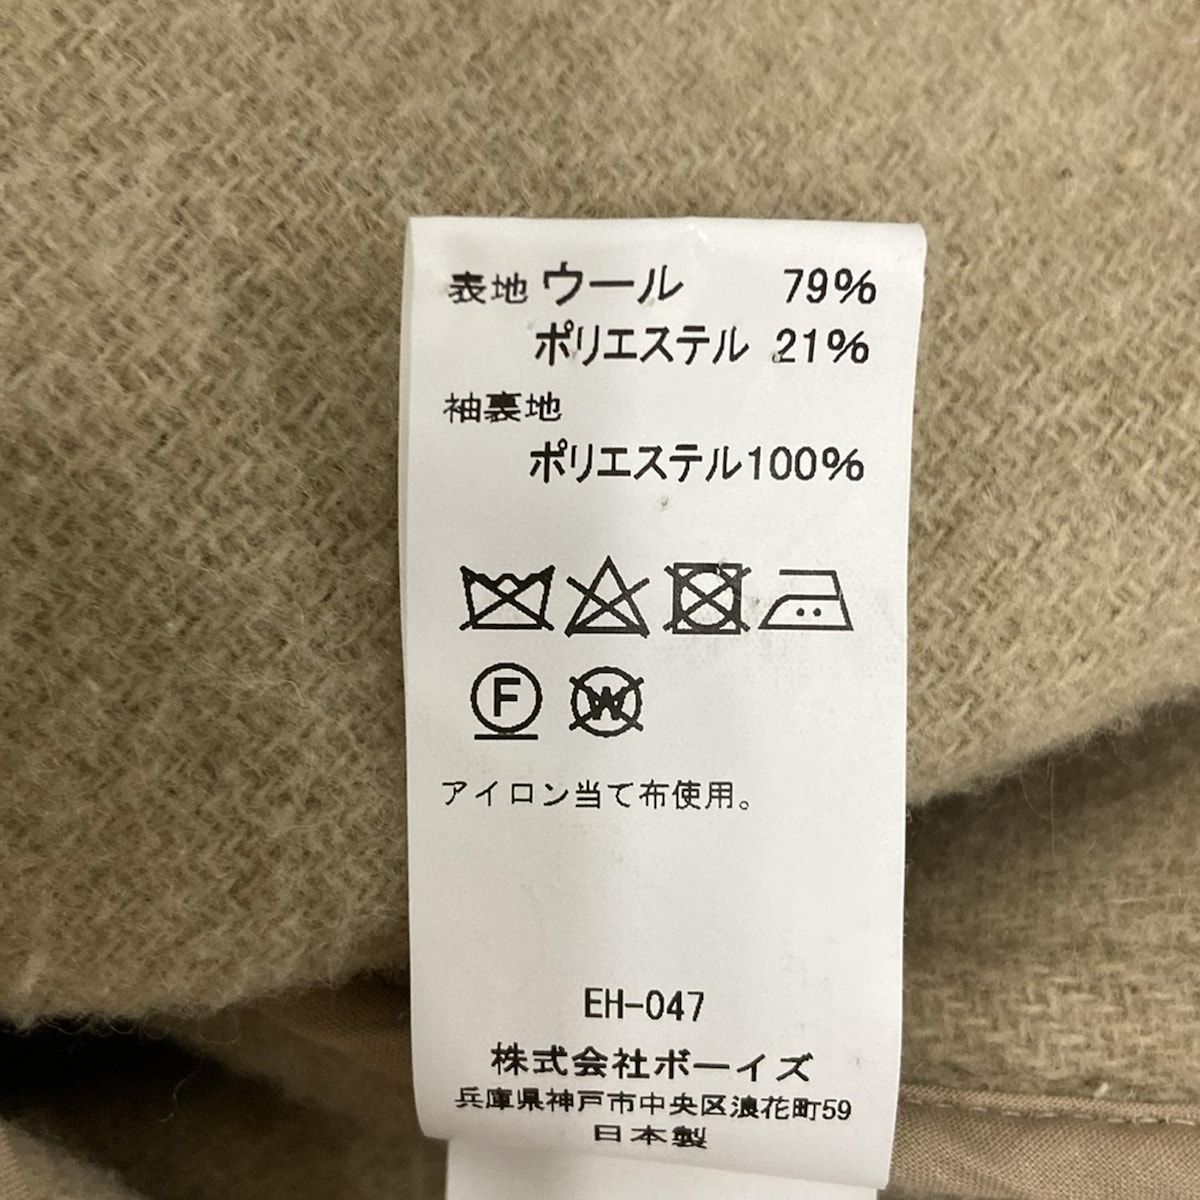 表地 ウール 79%
ポリエステル 21%
袖裏地
ポリエステル100%
F W
アイロン当て布使用。
EH-047
株式会社ボーイズ
兵庫県神戸市中央区浪花町59
日本製